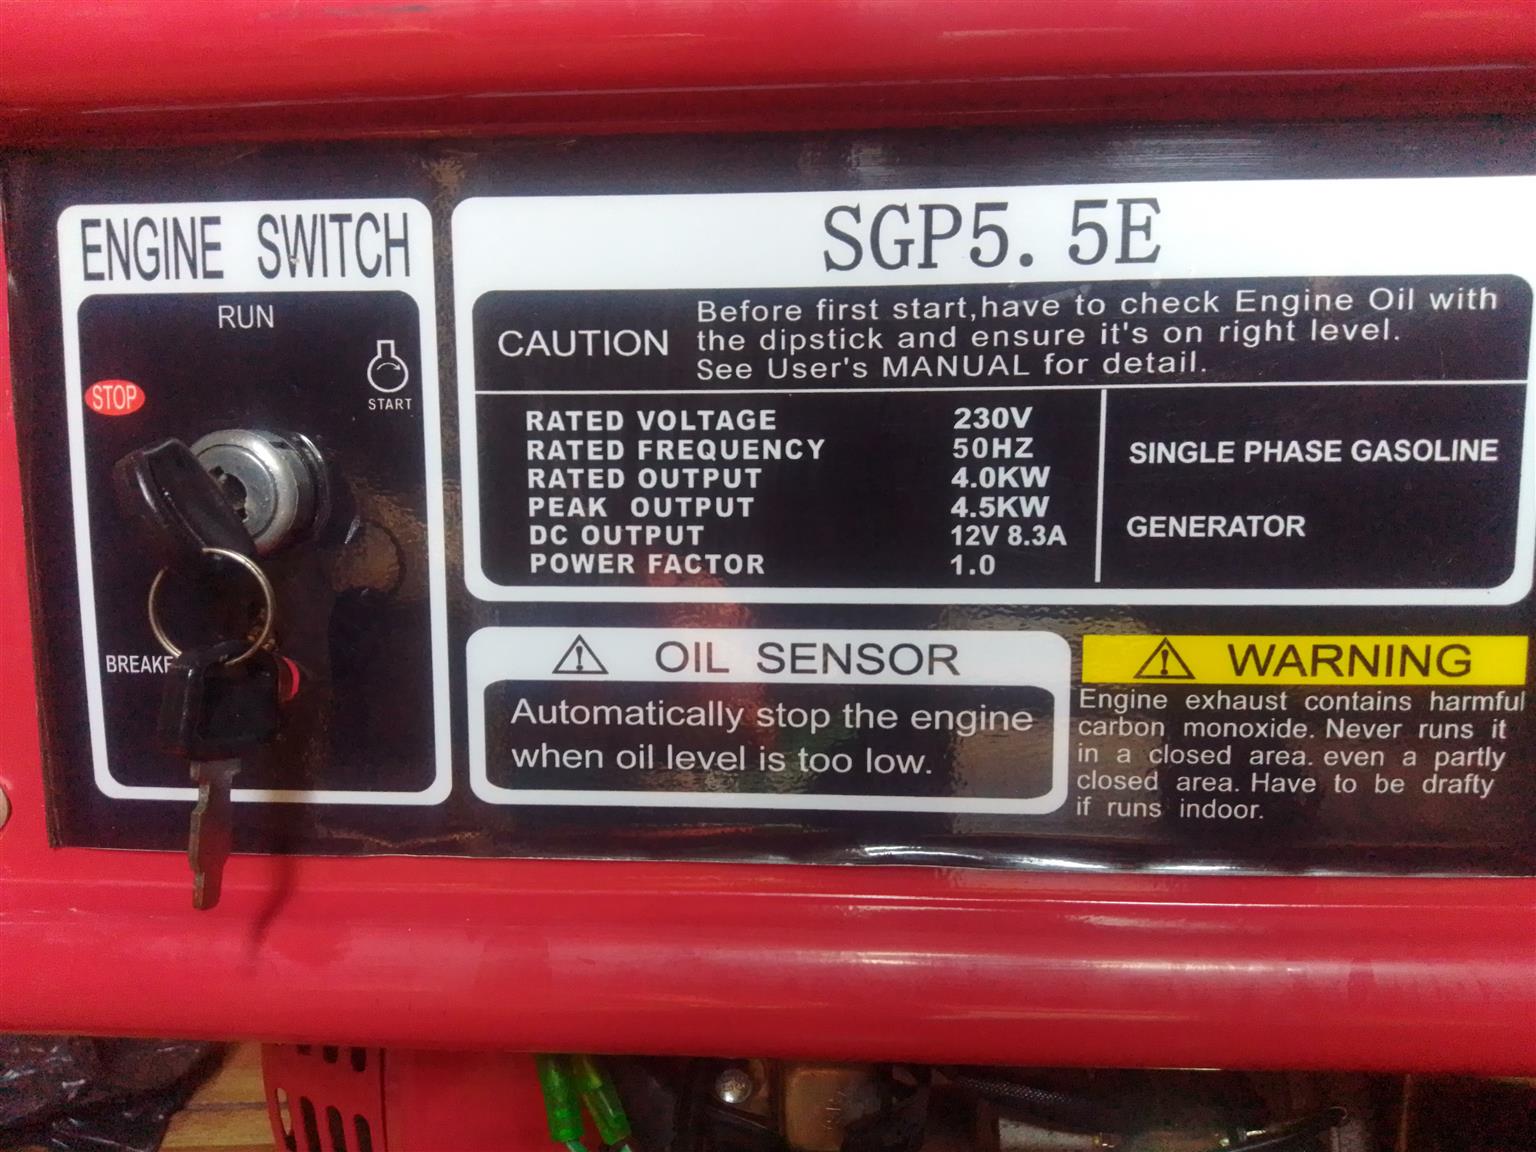 ENGINE SWITCH
RUN
STOP
START
SGP5.5E
CAUTION
Before first start,have to check Engine Oil with
the dipstick and ensure it's on right level.
See User's MANUAL for detail.
RATED VOLTAGE 230V
RATED FREQUENCY 50HZ
RATED OUTPUT 4.0KW
PEAK OUTPUT 4.5KW
DC OUTPUT 12V 8.3A
POWER FACTOR 1.0
SINGLE PHASE GASOLINE
GENERATOR
OIL SENSOR
Automatically stop the engine
when oil level is too low.
WARNING
Engine exhaust contains harmful
carbon monoxide. Never runs it
in a closed area. even a partly
closed area. Have to be drafty
if runs indoor.